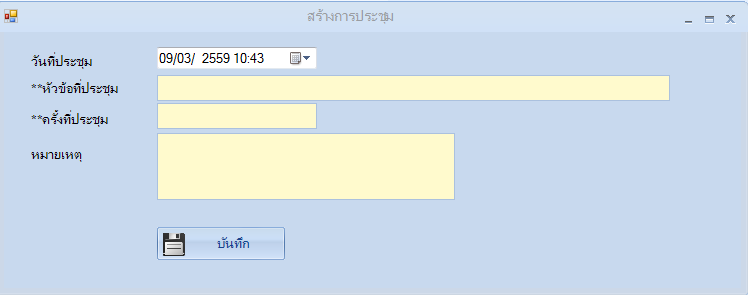 สร้างการประชุม
วันที่ประชุม 09/03/ 2559 10:43
**หัวข้อที่ประชุม
**ครั้งที่ประชุม
หมายเหตุ
บันทึก